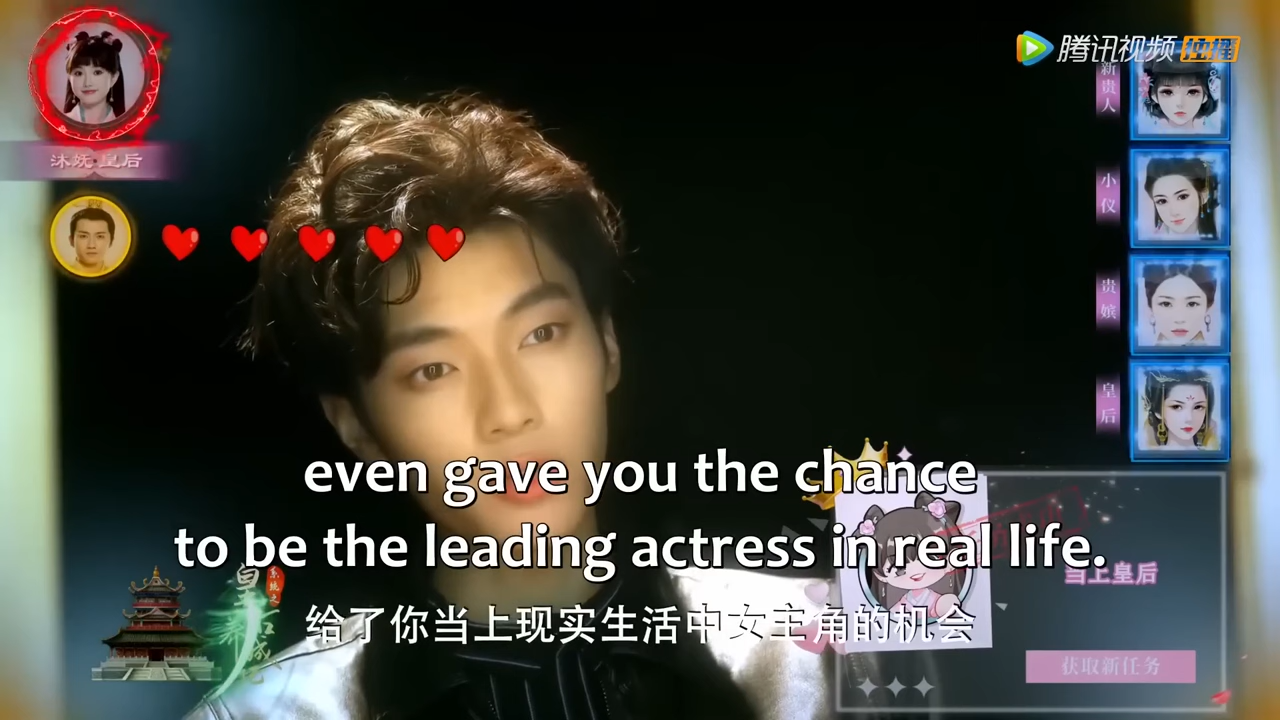 腾讯视频 独播
新贵人
沐妩·皇后
小仪
贵嫔
皇后
even gave you the chance
to be the leading actress in real life.
当上皇后
给了你当上现实生活中女主角的机会
获取新任务